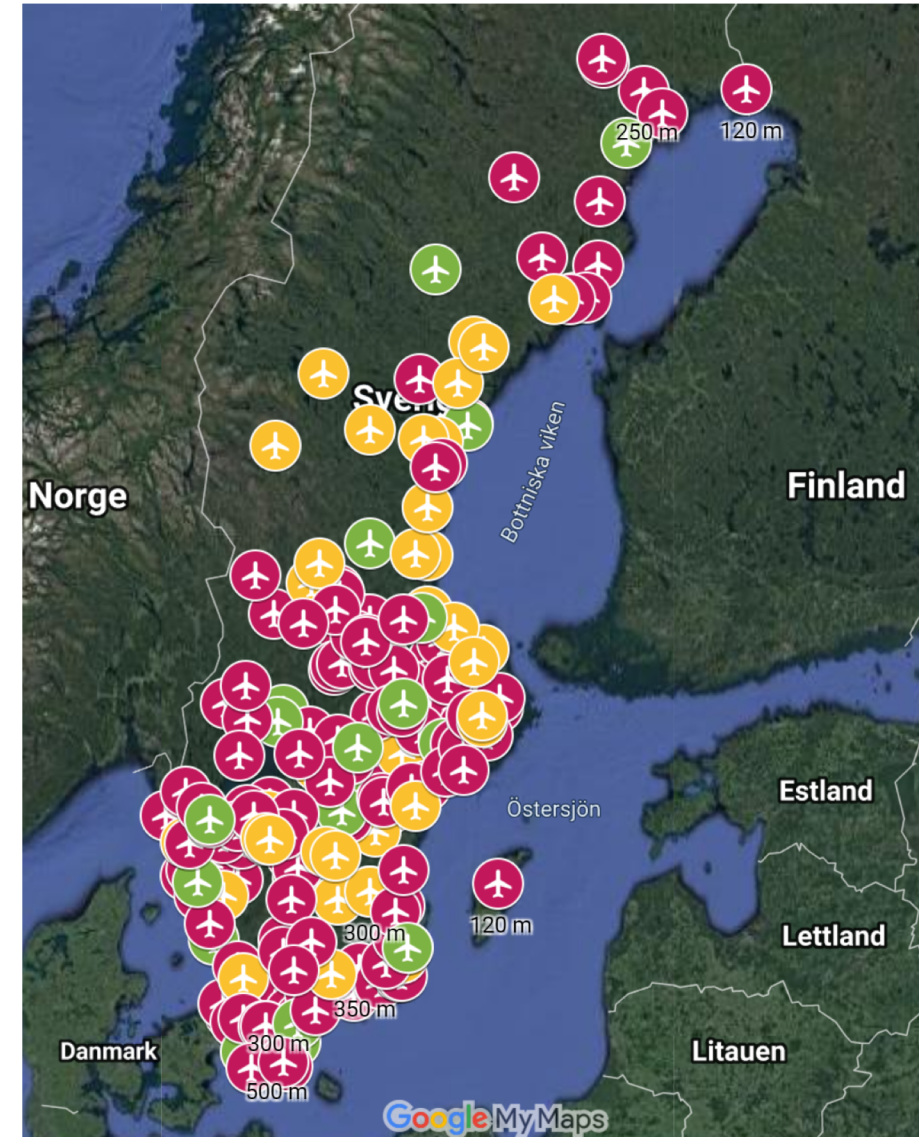 250 m
120 m
Norge
Bottniska viken
Finland
Östersjön
Estland
120 m
300 m
Lettland
350 m
Danmark
300 m
Litauen
500 m
Google My Maps